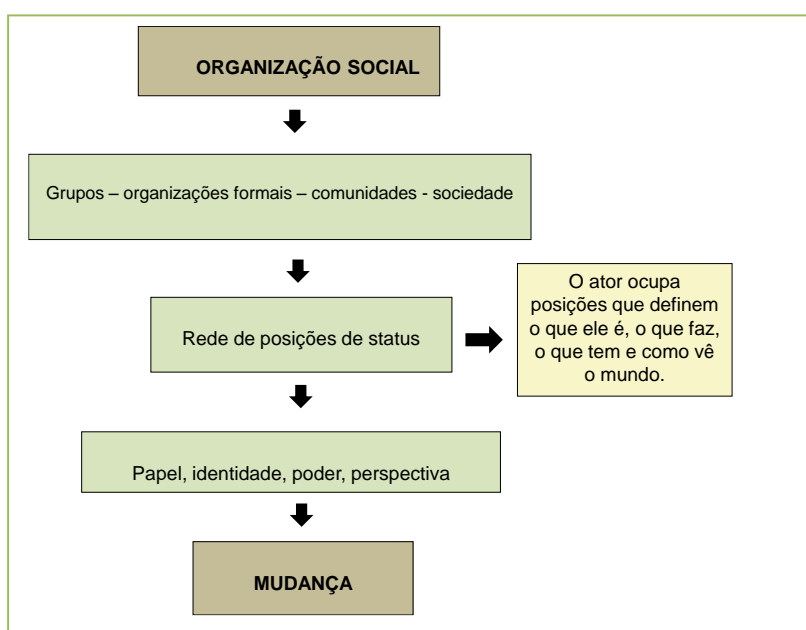 ORGANIZAÇÃO SOCIAL
Grupos – organizações formais – comunidades - sociedade
Rede de posições de status
O ator ocupa
posições que definem
o que ele é, o que faz,
o que tem e como vê
o mundo.
Papel, identidade, poder, perspectiva
MUDANÇA